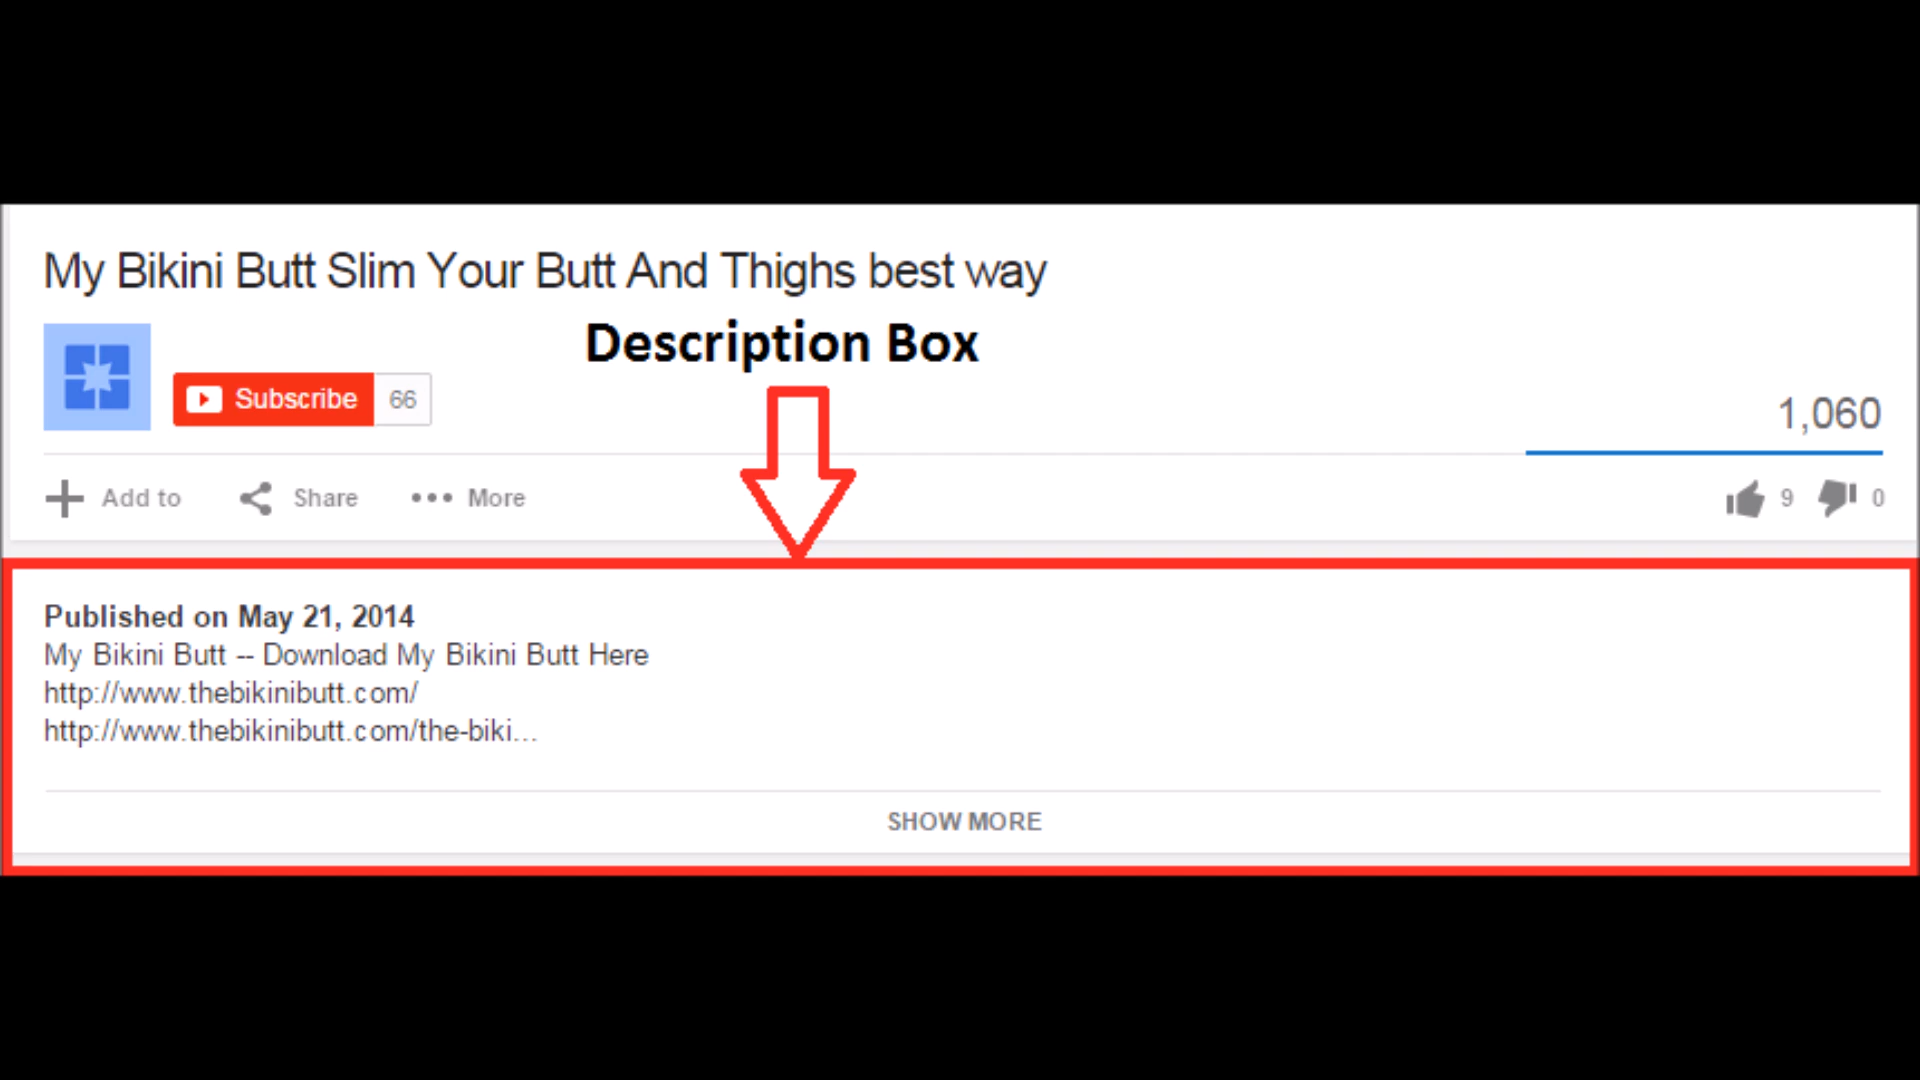 My Bikini Butt Slim Your Butt And Thighs best way
Description Box
Subscribe 66
1,060
Add to Share More 9 0
Published on May 21, 2014
My Bikini Butt -- Download My Bikini Butt Here
http://www.thebikinibutt.com/
http://www.thebikinibutt.com/the-biki...
SHOW MORE